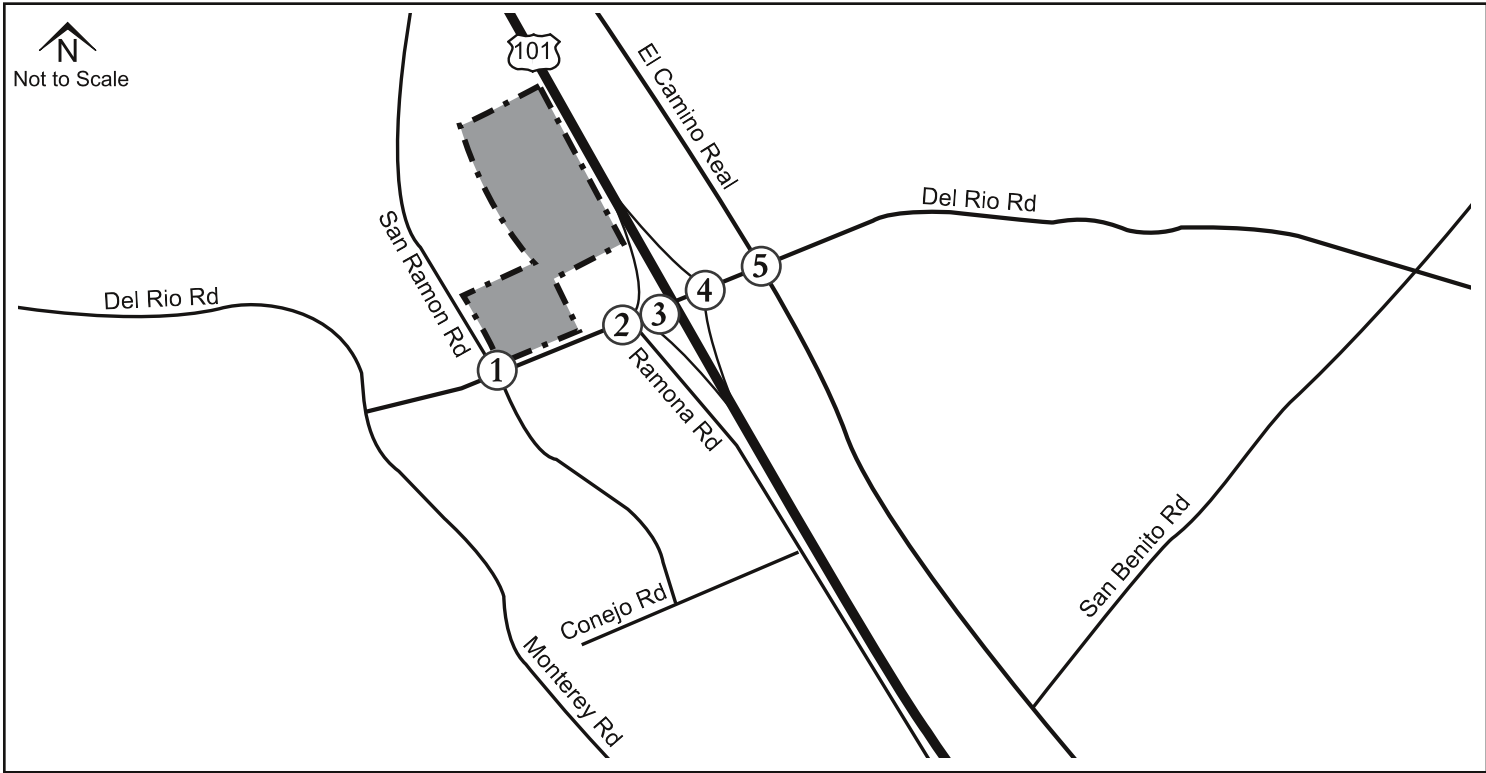 N
Not to Scale
101
El Camino Real
Del Rio Rd
San Ramon Rd
Del Rio Rd
5
4
3
2
1
Ramona Rd
San Benito Rd
Conejo Rd
Monterey Rd